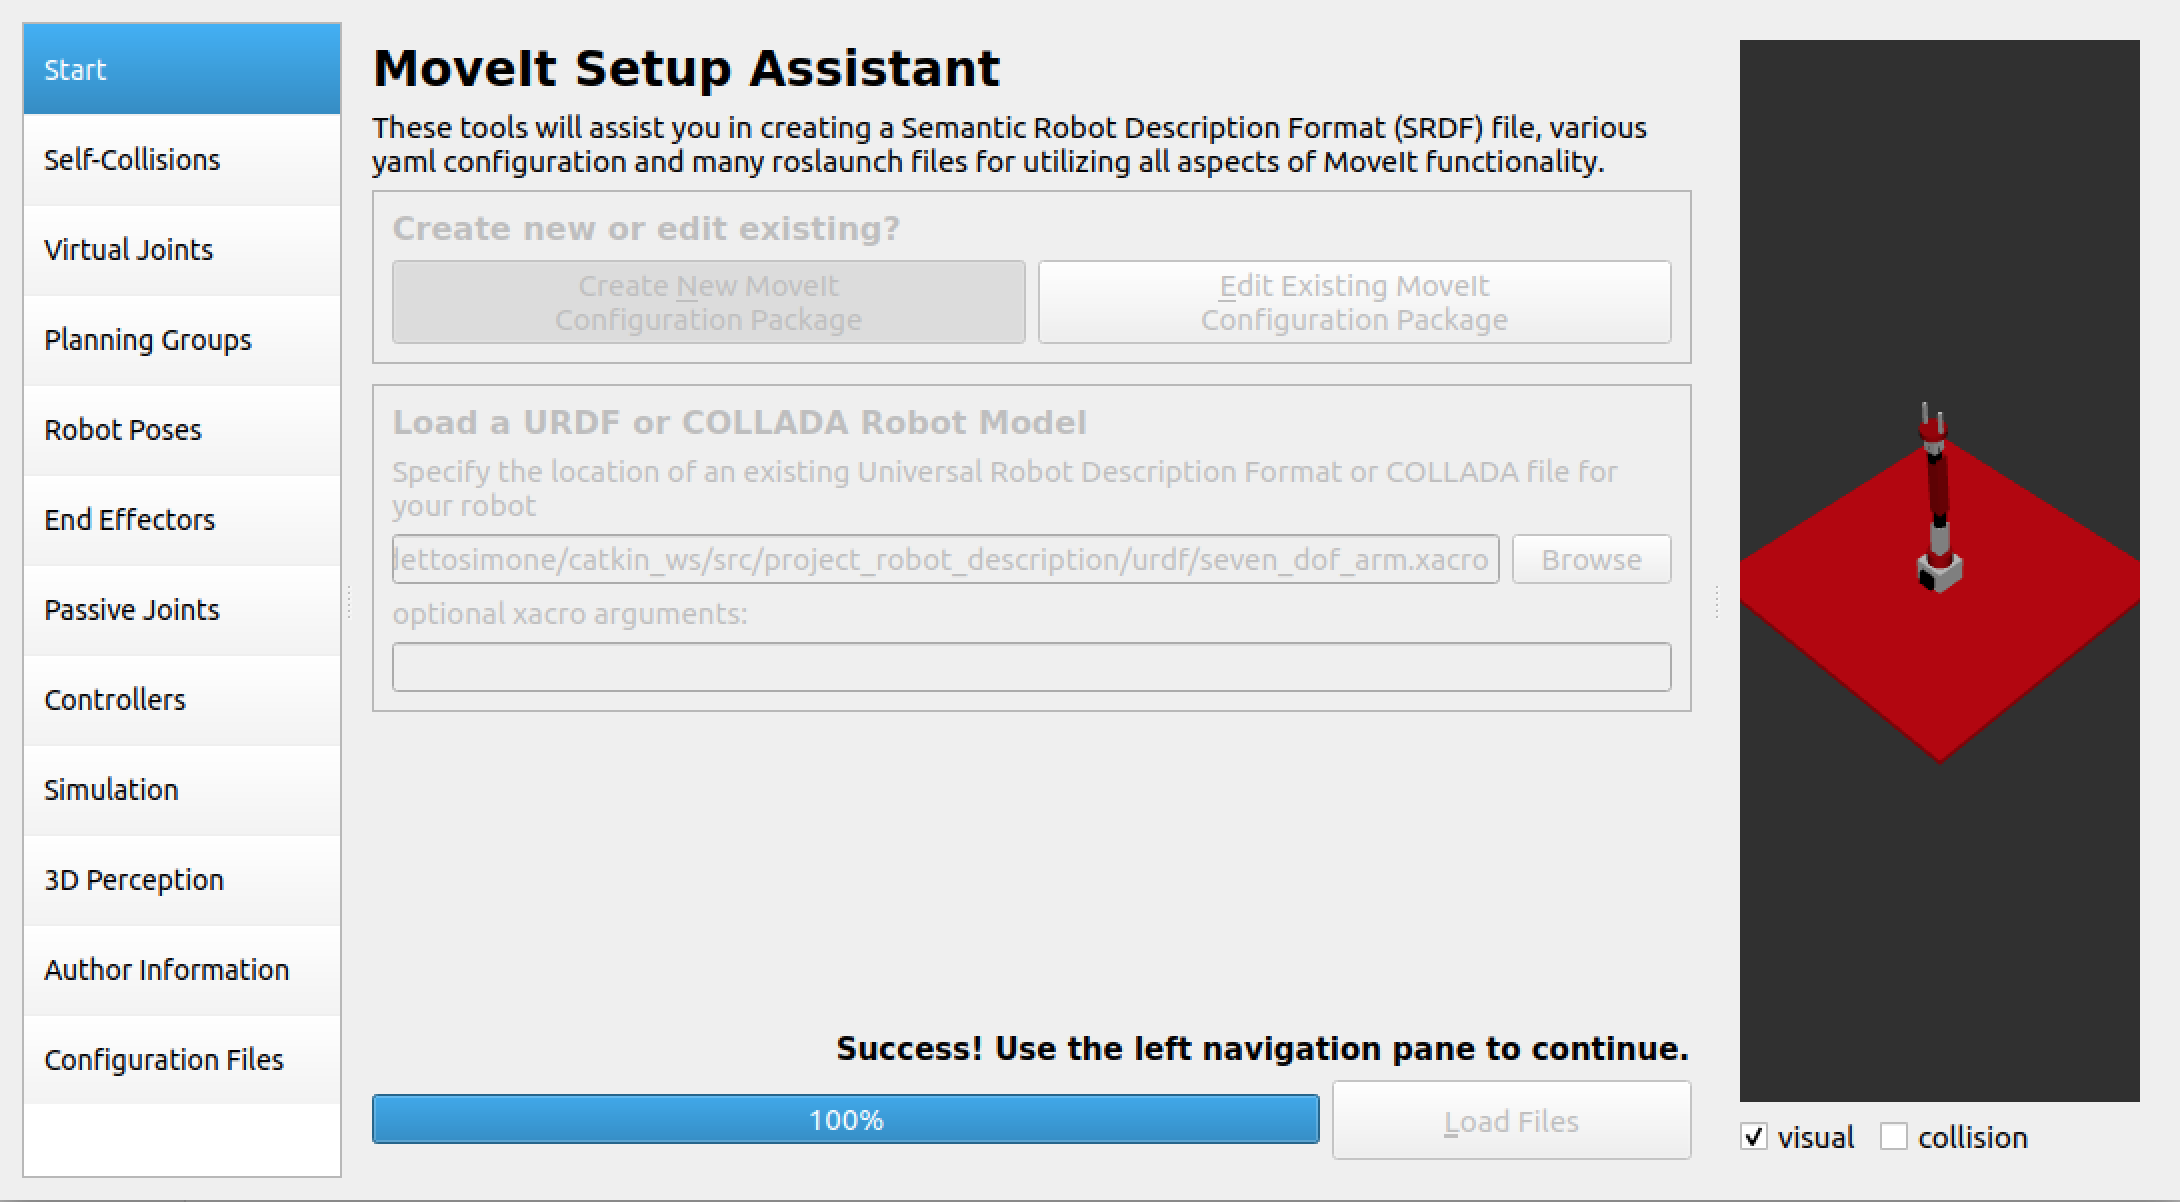 Start
Self-Collisions
Virtual Joints
Planning Groups
Robot Poses
End Effectors
Passive Joints
Controllers
Simulation
3D Perception
Author Information
Configuration Files
MoveIt Setup Assistant
These tools will assist you in creating a Semantic Robot Description Format (SRDF) file, various
yaml configuration and many roslaunch files for utilizing all aspects of MoveIt functionality.
Create new or edit existing?
Create New MoveIt
Configuration Package
Edit Existing MoveIt
Configuration Package
Load a URDF or COLLADA Robot Model
Specify the location of an existing Universal Robot Description Format or COLLADA file for
your robot
dettosimone/catkin_ws/src/project_robot_description/urdf/seven_dof_arm.xacro
Browse
optional xacro arguments:
Success! Use the left navigation pane to continue.
100%
Load Files
visual
collision